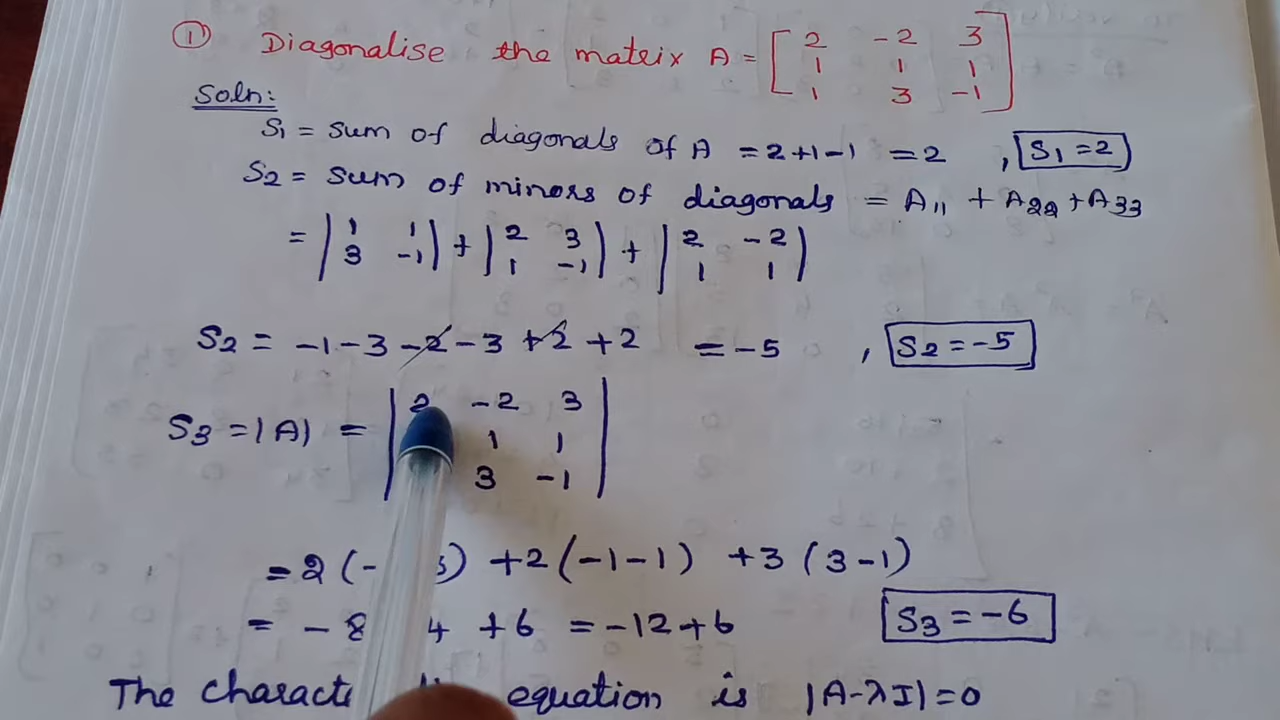 ① Diagonalise the matrix A = [ 2 -2 3
1 1 1
1 3 -1 ]
Soln:
S₁ = sum of diagonals of A = 2+1-1 = 2 , S₁ = 2
S₂ = sum of minors of diagonals = A₁₁ + A₂₂ + A₃₃
= | 1 1 | + | 2 3 | + | 2 -2 |
| 3 -1 | | 1 -1 | | 1 1 |
S₂ = -1 -3 -2 -3 +2 +2 = -5 , S₂ = -5
S₃ = |A| = | 2 -2 3
1 1
3 -1 |
= 2(- 3) +2(-1-1) +3(3-1)
= -8 4 +6 = -12+6 S₃ = -6
The equation is |A-λI| = 0